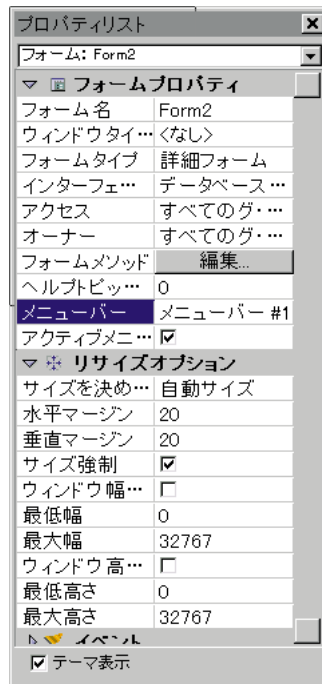 プロパティリスト
フォーム: Form2
フォームプロパティ
フォーム名 Form2
ウィンドウタイ… <なし>
フォームタイプ 詳細フォーム
インターフェ… データベース…
アクセス すべてのグ・…
オーナー すべてのグ・…
フォームメソッド 編集...
ヘルプトピッ… 0
メニューバー メニューバー #1
アクティブメニ…
リサイズオプション
サイズを決め… 自動サイズ
水平マージン 20
垂直マージン 20
サイズ強制
ウィンドウ幅…
最低幅 0
最大幅 32767
ウィンドウ高…
最低高さ 0
最大高さ 32767
イベント
テーマ表示